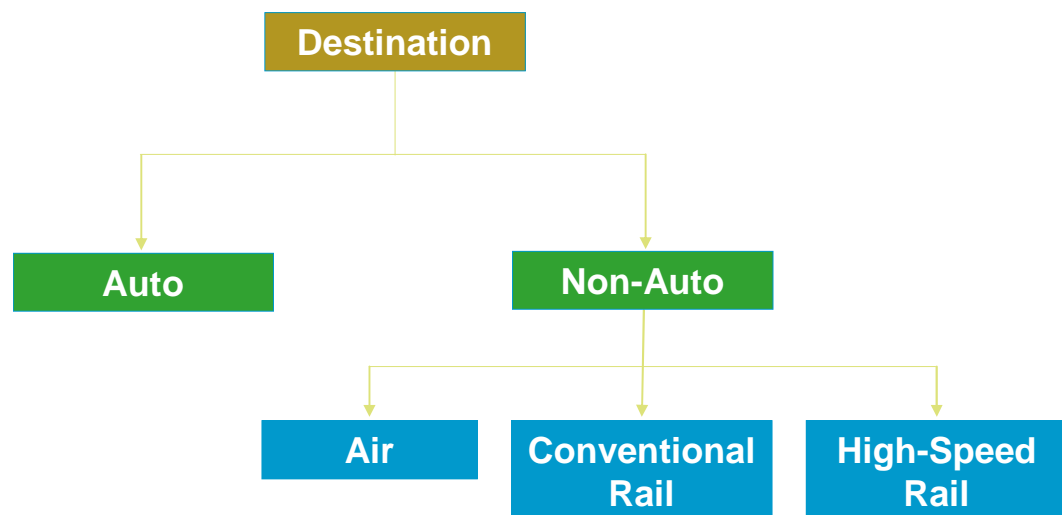 Destination
Auto
Non-Auto
Air
Conventional
Rail
High-Speed
Rail